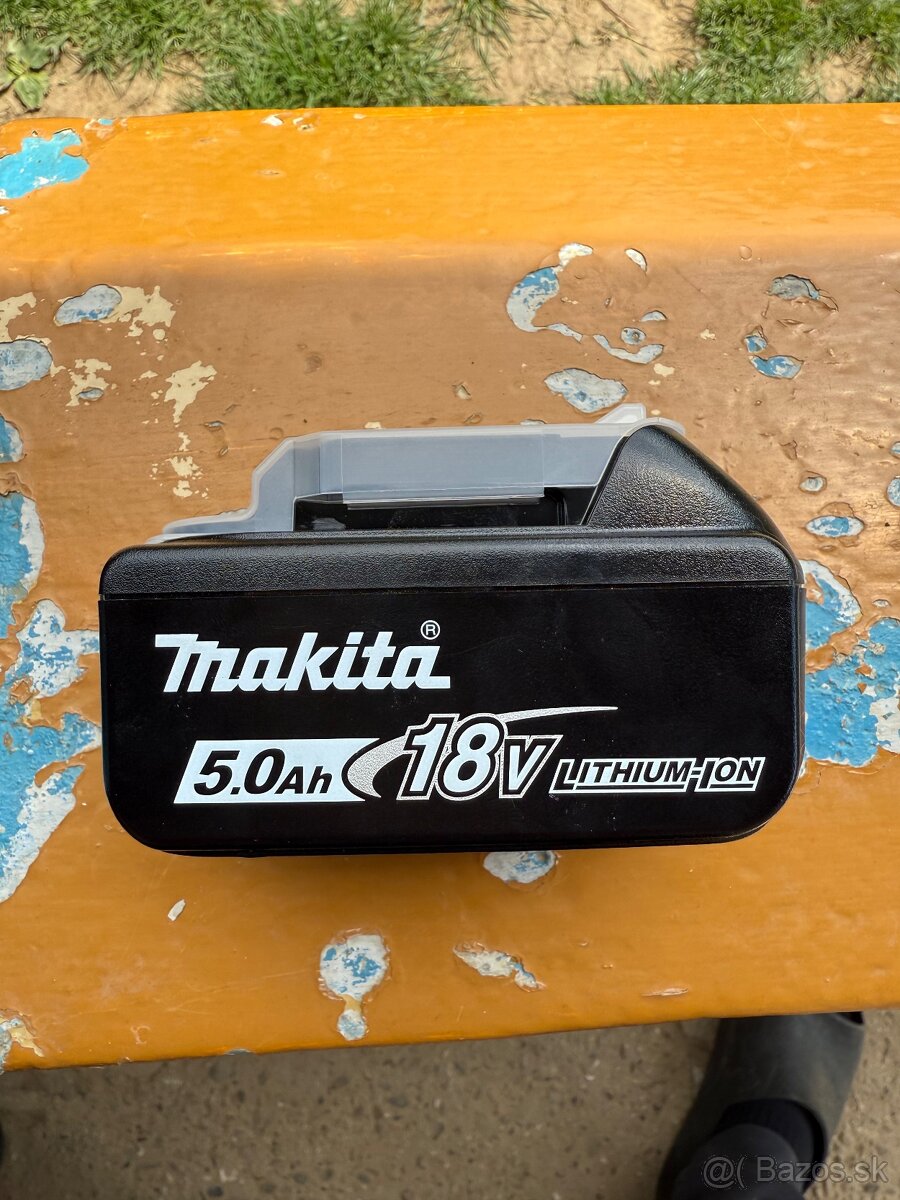 Makita®
5.0Ah 18V LITHIUM-ION
@( Bazos.sk